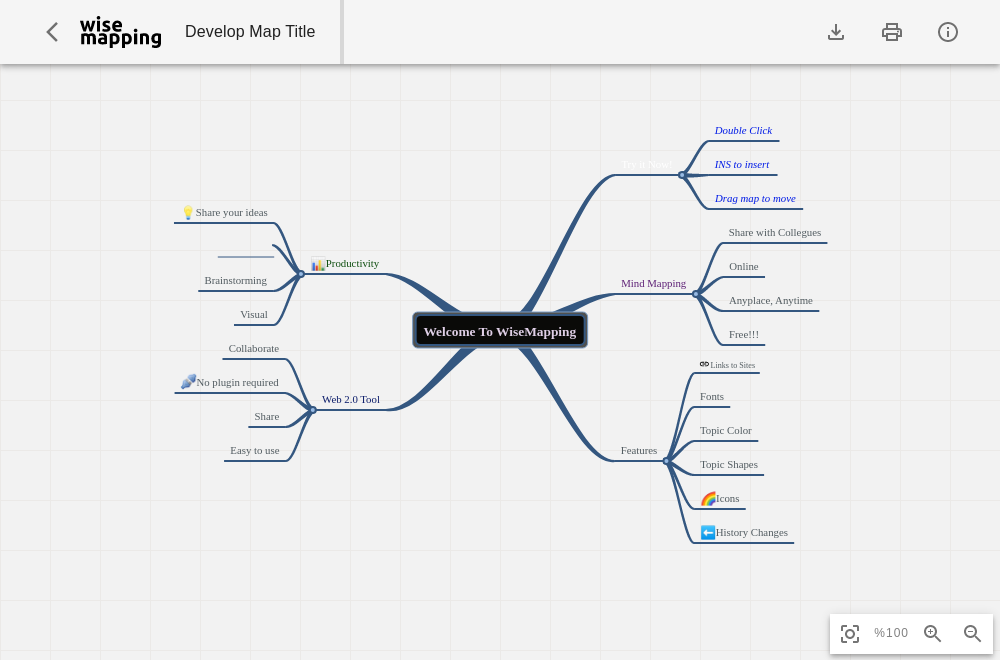 wise
mapping
Develop Map Title
Share your ideas
Brainstorming
Visual
Productivity
Collaborate
No plugin required
Share
Easy to use
Web 2.0 Tool
Welcome To WiseMapping
Try it Now!
Double Click
INS to insert
Drag map to move
Mind Mapping
Share with Collegues
Online
Anyplace, Anytime
Free!!!
Features
Links to Sites
Fonts
Topic Color
Topic Shapes
Icons
History Changes
%100